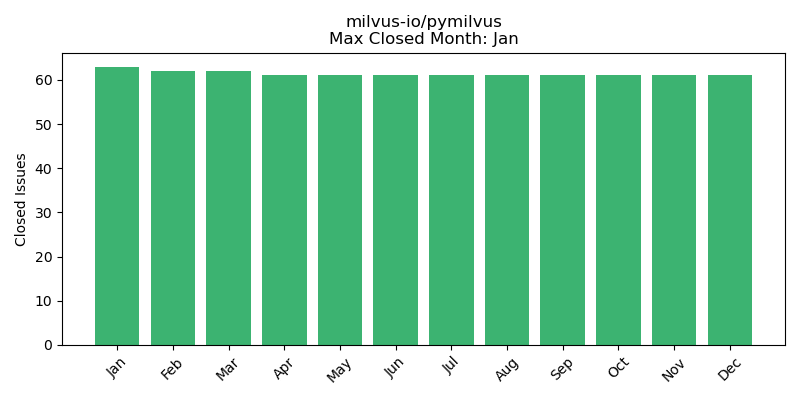 milvus-io/pymilvus
Max Closed Month: Jan
Closed Issues
60
50
40
30
20
10
0
Jan
Feb
Mar
Apr
May
Jun
Jul
Aug
Sep
Oct
Nov
Dec